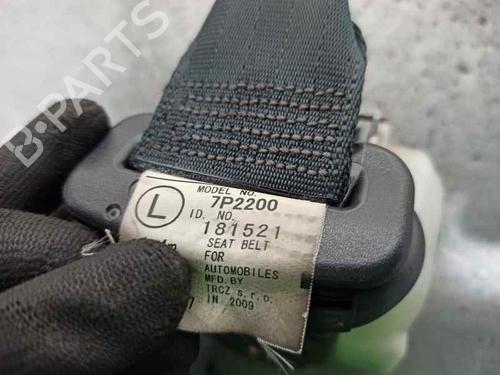 B-PARTS
MODEL NO.
7P2200
L
ID. NO.
181521
SEAT BELT
FOR
AUTOMOBILES
MFD. BY
TRCZ s.r.o.
IN 2009